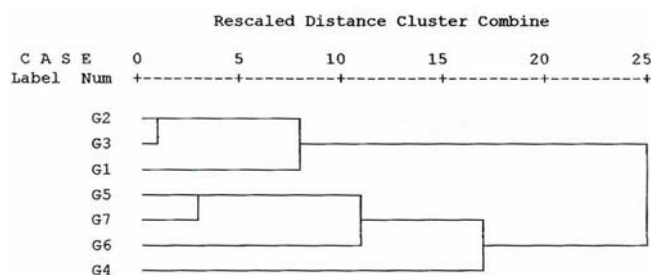 Rescaled Distance Cluster Combine
C A S E 0 5 10 15 20 25
Label Num +---------+---------+---------+---------+---------+
G2
G3
G1
G5
G7
G6
G4